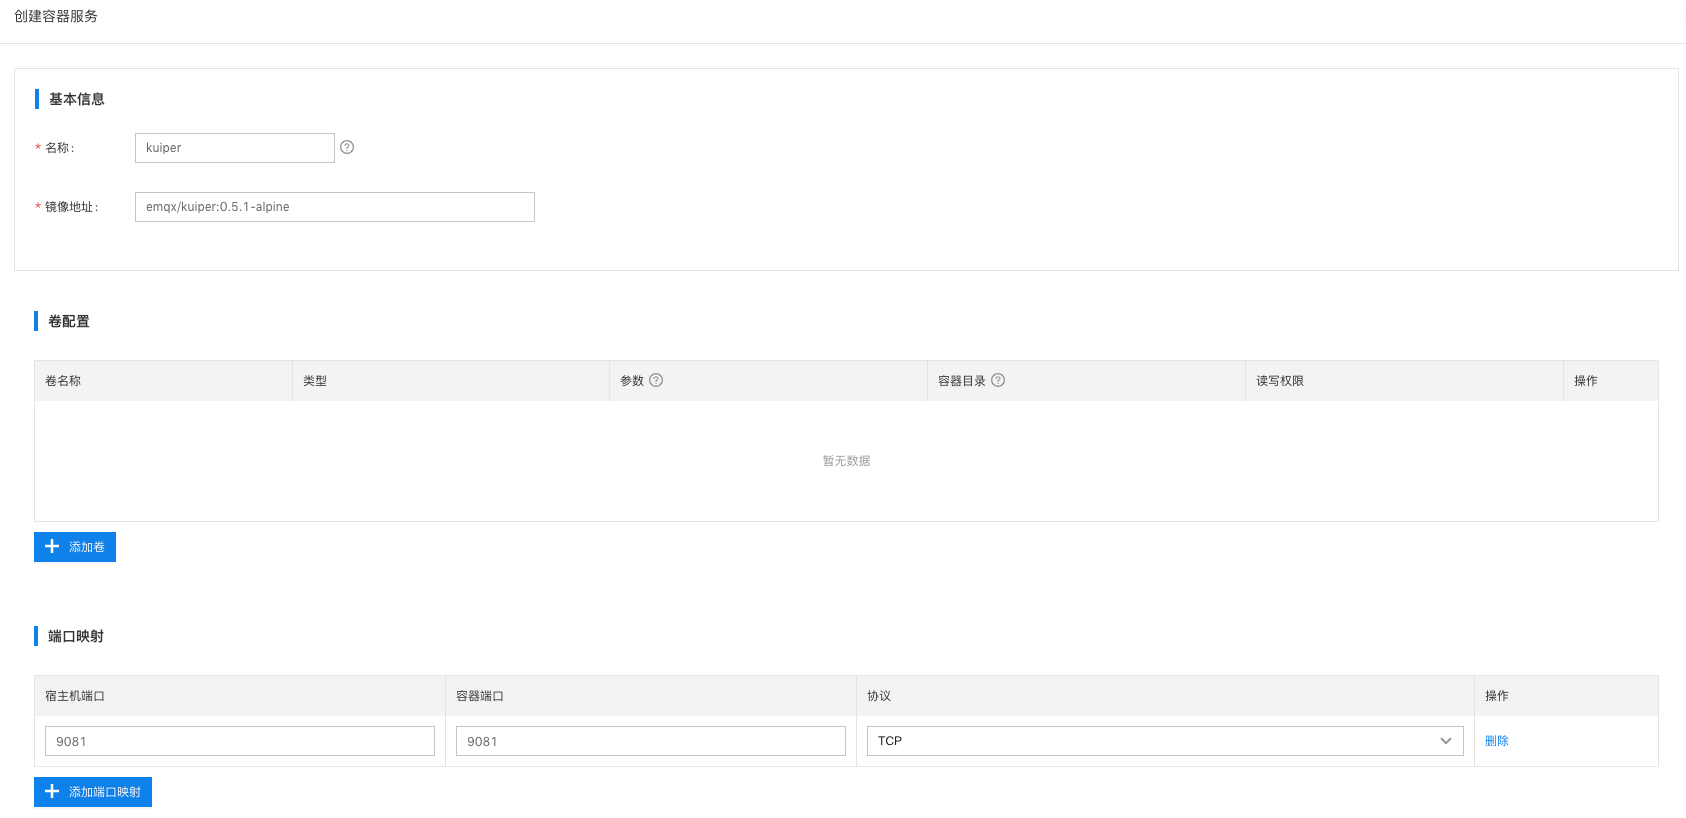 创建容器服务
基本信息
* 名称:
kuiper
* 镜像地址:
emqx/kuiper:0.5.1-alpine
卷配置
卷名称 类型 参数 容器目录 读写权限 操作
暂无数据
添加卷
端口映射
宿主机端口 容器端口 协议 操作
9081 9081 TCP 删除
添加端口映射